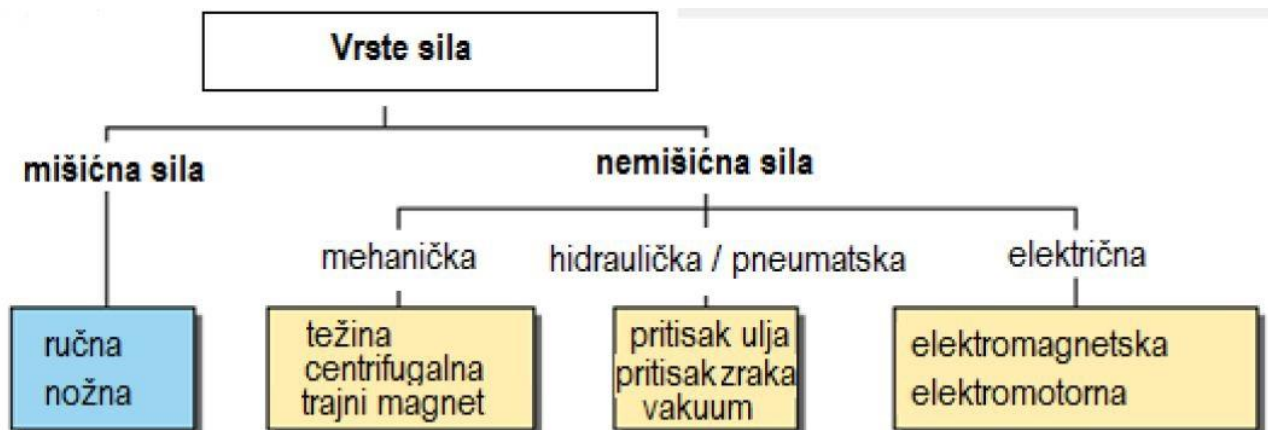 Vrste sila
mišićna sila
nemišićna sila
mehanička
hidraulička / pneumatska
električna
ručna
nožna
težina
centrifugalna
trajni magnet
pritisak ulja
pritisak zraka
vakuum
elektromagnetska
elektromotorna